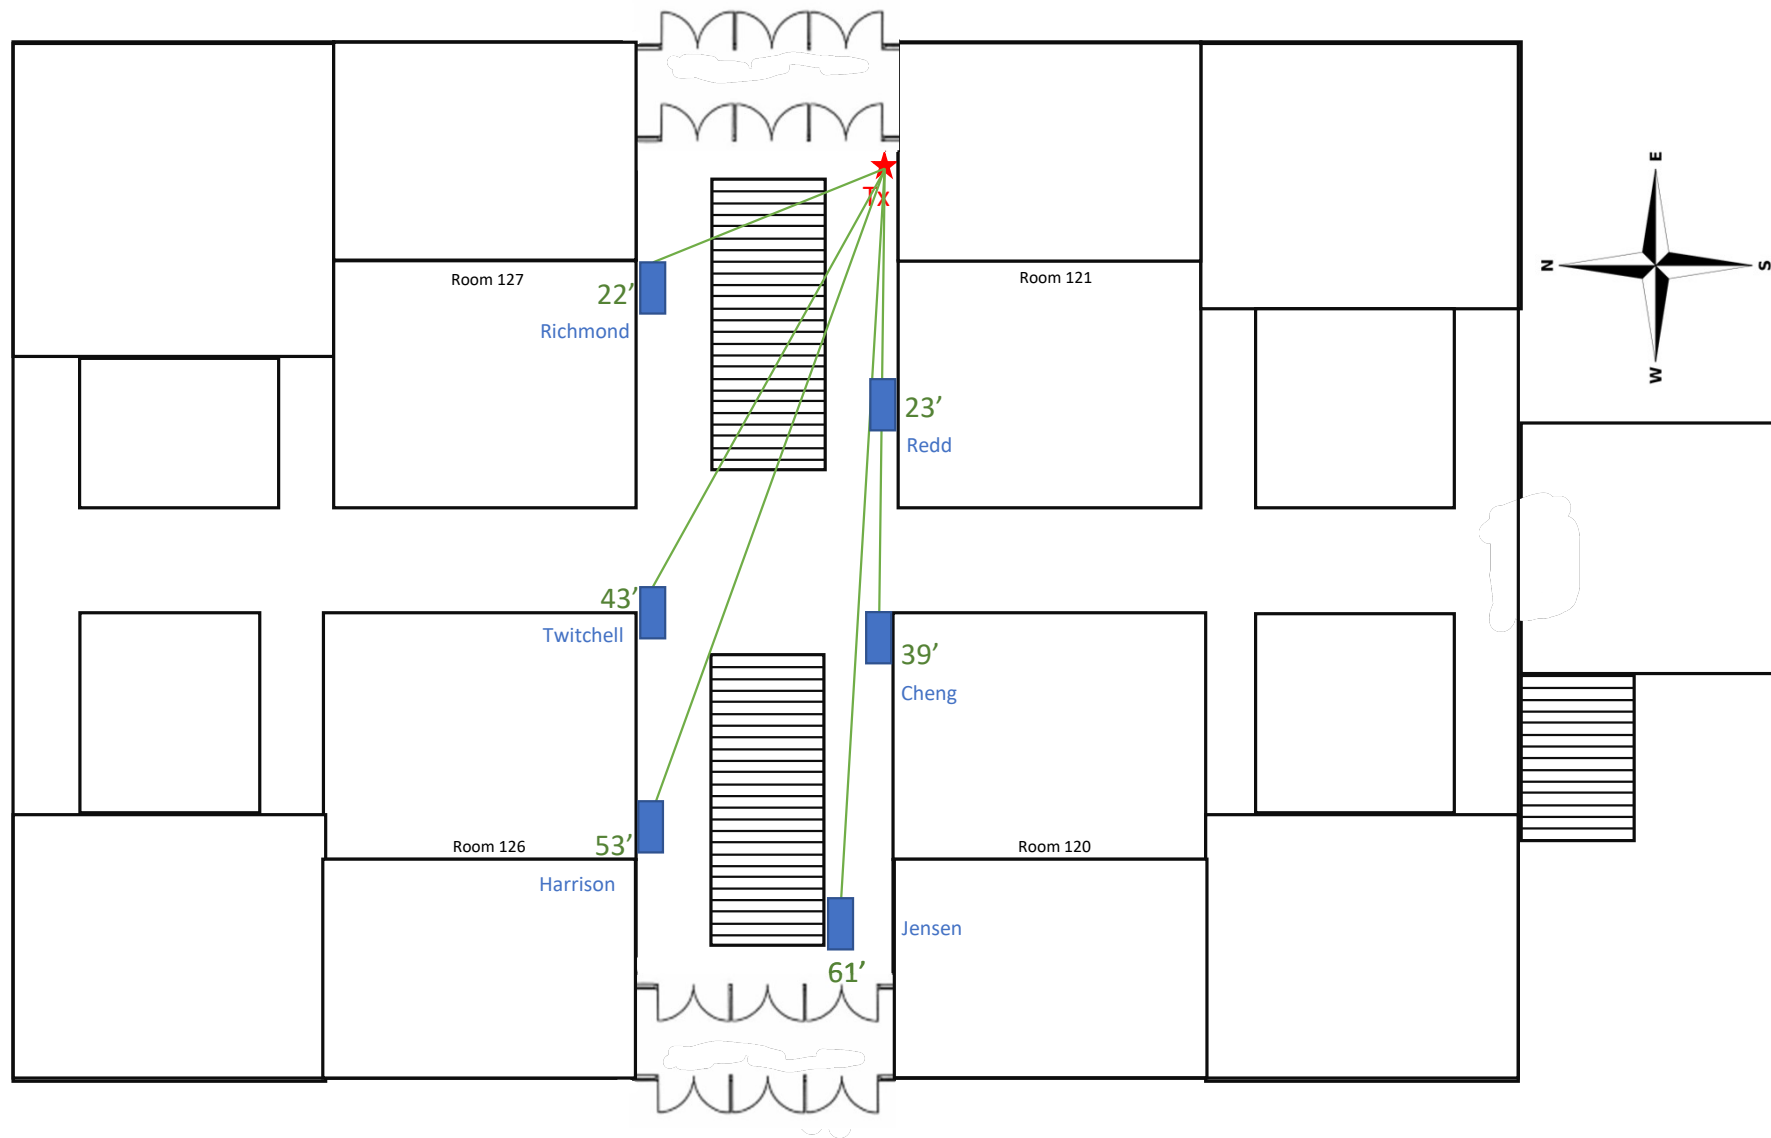 E
N
S
W
Tx
Room 127
Room 121
22’
Richmond
23’
Redd
43’
Twitchell
39’
Cheng
53’
Room 126
Room 120
Harrison
Jensen
61’